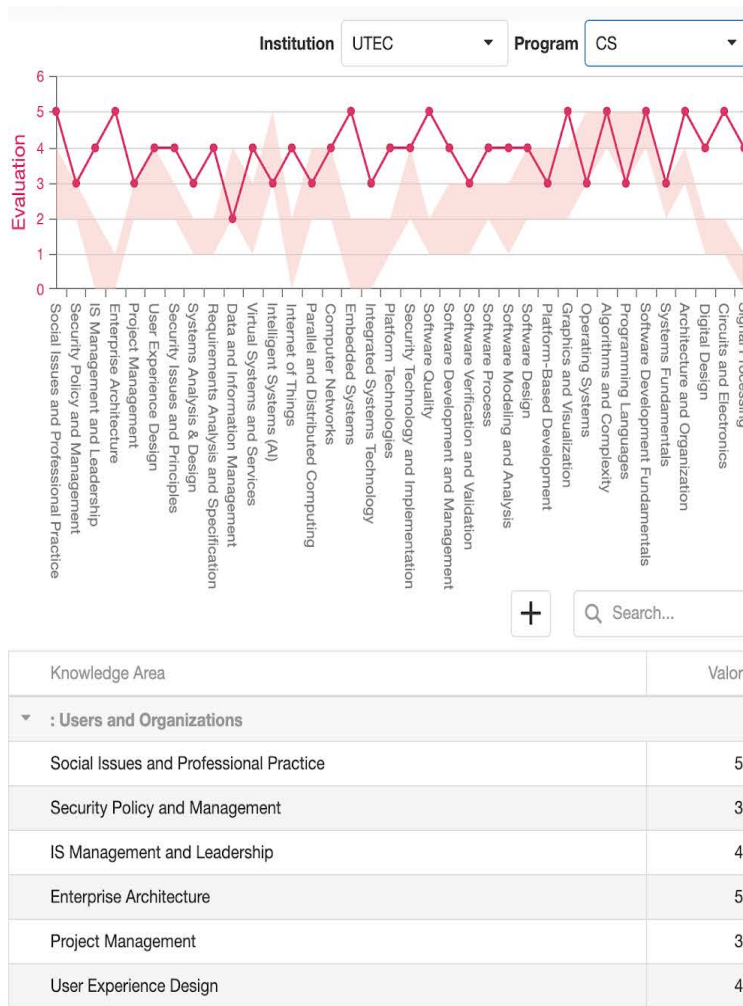 Institution UTEC Program CS
6
5
4
3
2
1
0
Evaluation
Social Issues and Professional Practice
Security Policy and Management
IS Management and Leadership
Enterprise Architecture
Project Management
User Experience Design
Security Issues and Principles
Systems Analysis & Design
Requirements Analysis and Specification
Data and Information Management
Virtual Systems and Services
Intelligent Systems (AI)
Internet of Things
Parallel and Distributed Computing
Computer Networks
Embedded Systems
Integrated Systems Technology
Platform Technologies
Security Technology and Implementation
Software Quality
Software Development and Management
Software Verification and Validation
Software Process
Software Modeling and Analysis
Software Design
Platform-Based Development
Graphics and Visualization
Operating Systems
Algorithms and Complexity
Programming Languages
Software Development Fundamentals
Systems Fundamentals
Architecture and Organization
Digital Design
Circuits and Electronics
Processing
+ Search...
Knowledge Area Valor
: Users and Organizations
Social Issues and Professional Practice 5
Security Policy and Management 3
IS Management and Leadership 4
Enterprise Architecture 5
Project Management 3
User Experience Design 4